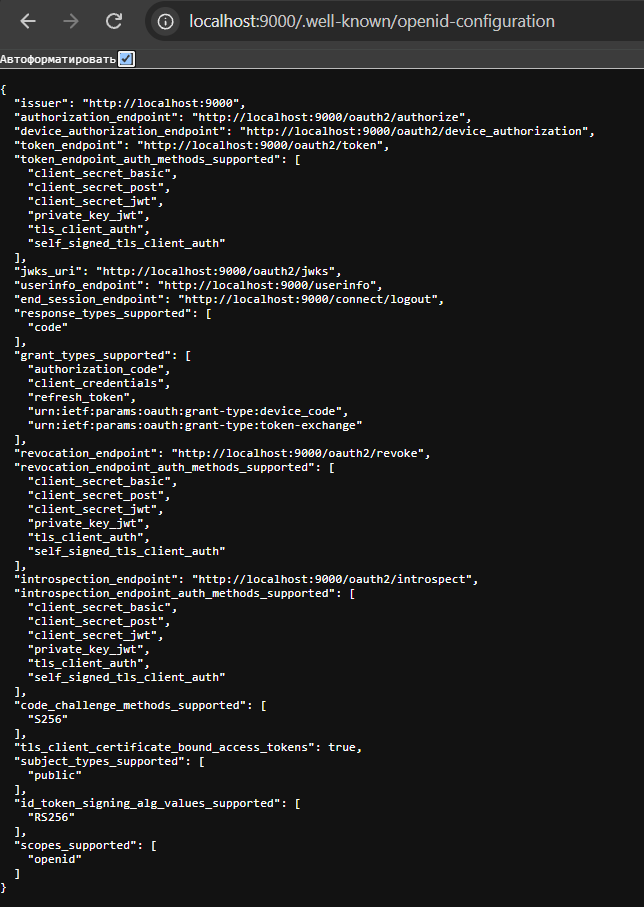 localhost:9000/.well-known/openid-configuration
Автоформатировать
{
  "issuer": "http://localhost:9000",
  "authorization_endpoint": "http://localhost:9000/oauth2/authorize",
  "device_authorization_endpoint": "http://localhost:9000/oauth2/device_authorization",
  "token_endpoint": "http://localhost:9000/oauth2/token",
  "token_endpoint_auth_methods_supported": [
    "client_secret_basic",
    "client_secret_post",
    "client_secret_jwt",
    "private_key_jwt",
    "tls_client_auth",
    "self_signed_tls_client_auth"
  ],
  "jwks_uri": "http://localhost:9000/oauth2/jwks",
  "userinfo_endpoint": "http://localhost:9000/userinfo",
  "end_session_endpoint": "http://localhost:9000/connect/logout",
  "response_types_supported": [
    "code"
  ],
  "grant_types_supported": [
    "authorization_code",
    "client_credentials",
    "refresh_token",
    "urn:ietf:params:oauth:grant-type:device_code",
    "urn:ietf:params:oauth:grant-type:token-exchange"
  ],
  "revocation_endpoint": "http://localhost:9000/oauth2/revoke",
  "revocation_endpoint_auth_methods_supported": [
    "client_secret_basic",
    "client_secret_post",
    "client_secret_jwt",
    "private_key_jwt",
    "tls_client_auth",
    "self_signed_tls_client_auth"
  ],
  "introspection_endpoint": "http://localhost:9000/oauth2/introspect",
  "introspection_endpoint_auth_methods_supported": [
    "client_secret_basic",
    "client_secret_post",
    "client_secret_jwt",
    "private_key_jwt",
    "tls_client_auth",
    "self_signed_tls_client_auth"
  ],
  "code_challenge_methods_supported": [
    "S256"
  ],
  "tls_client_certificate_bound_access_tokens": true,
  "subject_types_supported": [
    "public"
  ],
  "id_token_signing_alg_values_supported": [
    "RS256"
  ],
  "scopes_supported": [
    "openid"
  ]
}